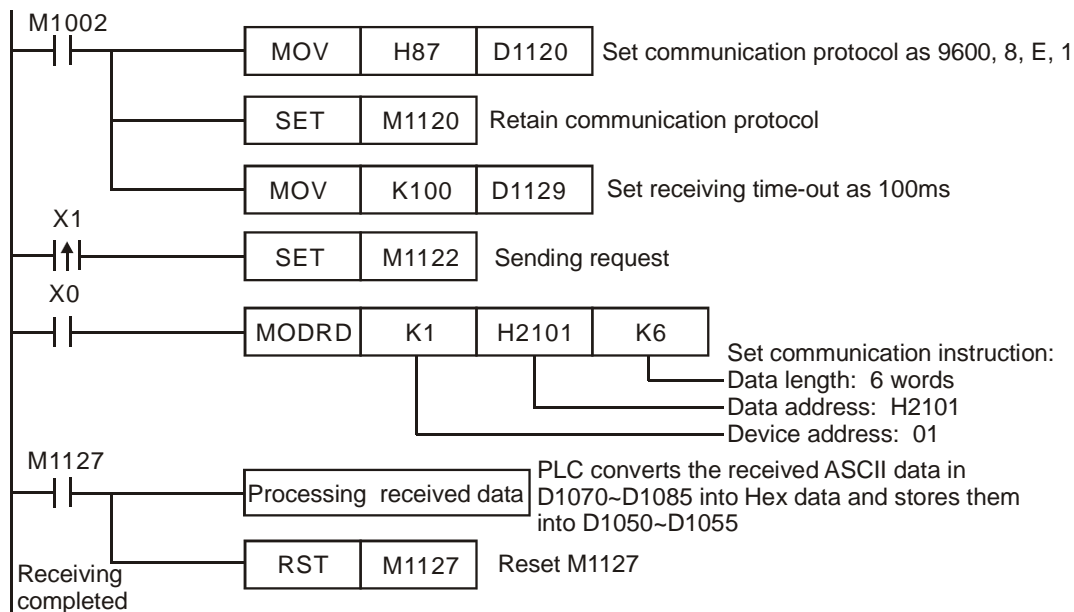 M1002
MOV H87 D1120 Set communication protocol as 9600, 8, E, 1
SET M1120 Retain communication protocol
MOV K100 D1129 Set receiving time-out as 100ms
X1
SET M1122 Sending request
X0
MODRD K1 H2101 K6
Set communication instruction:
Data length: 6 words
Data address: H2101
Device address: 01
M1127
Processing received data
PLC converts the received ASCII data in
D1070~D1085 into Hex data and stores them
into D1050~D1055
RST M1127 Reset M1127
Receiving
completed